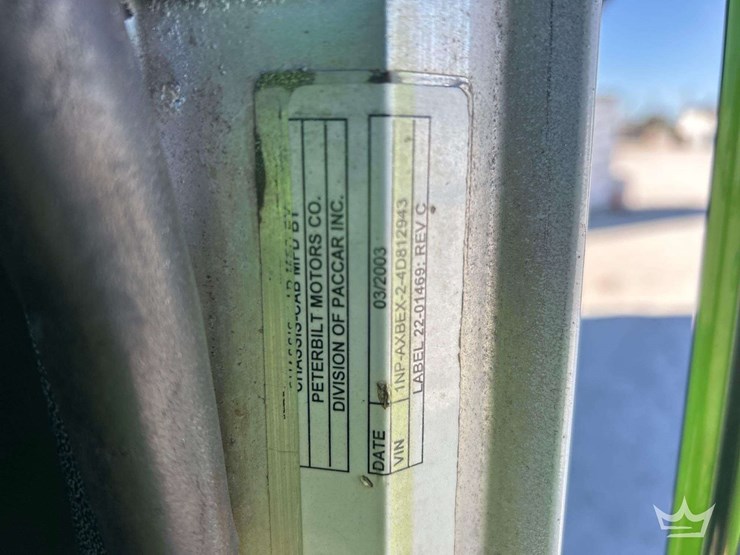 CHASSIS-CAB MFD BY
PETERBILT MOTORS CO.
DIVISION OF PACCAR INC.
DATE 03/2003
VIN 1NP-AXBEX-2-4D812943
LABEL 22-01469: REV C